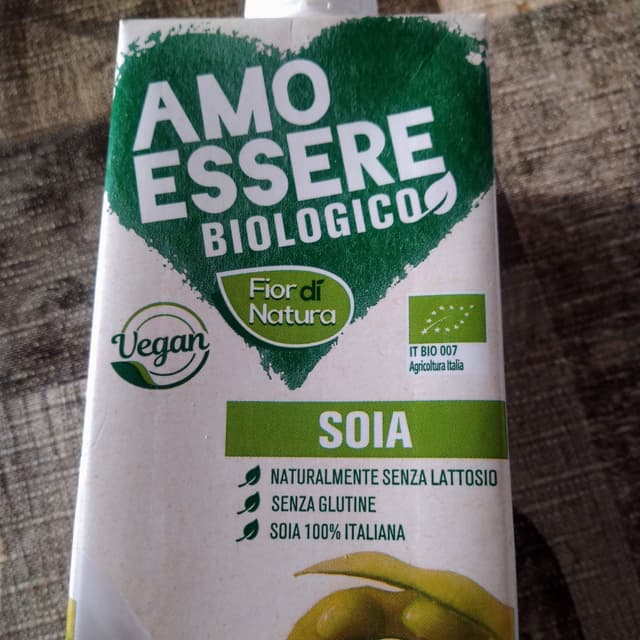 AMO
ESSERE
BIOLOGICO
Fior di
Natura
Vegan
IT BIO 007
Agricoltura Italia
SOIA
NATURALMENTE SENZA LATTOSIO
SENZA GLUTINE
SOIA 100% ITALIANA